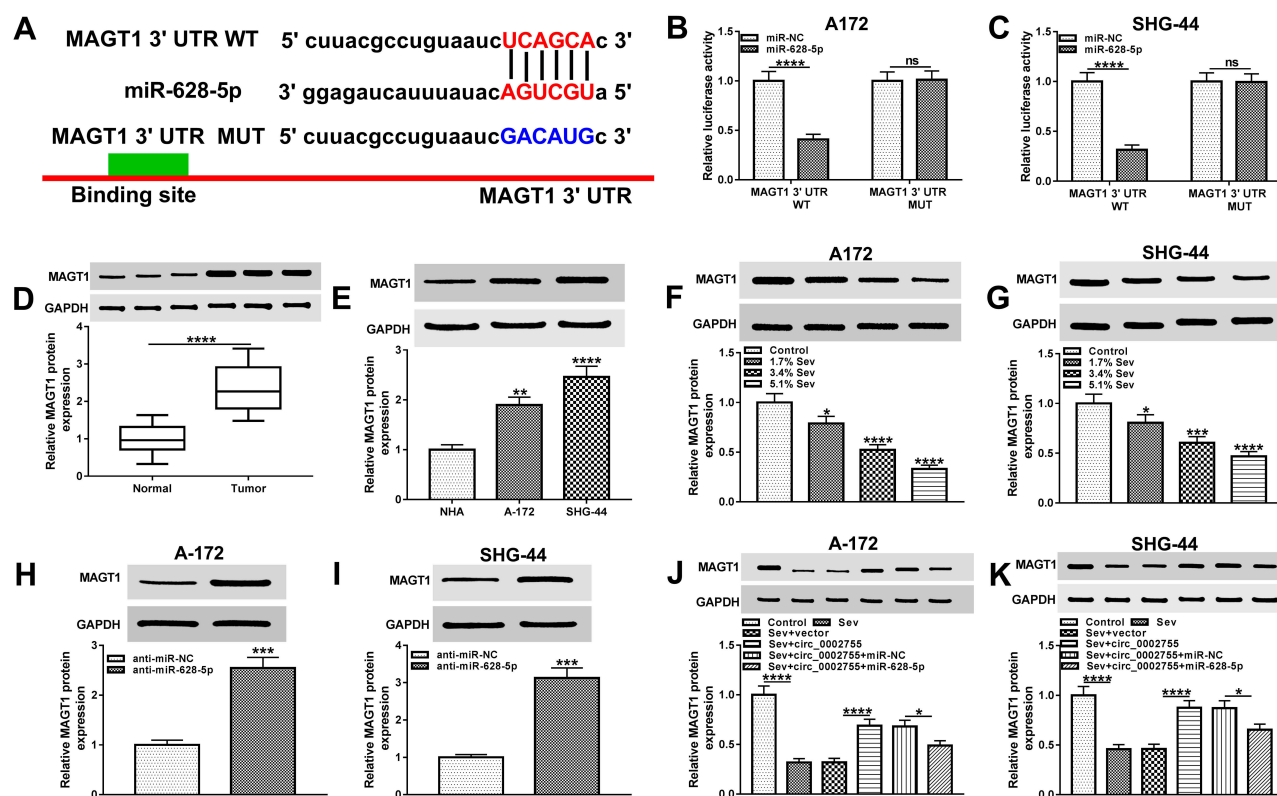 A
MAGT1 3' UTR WT 5' cuuacgccuguaaucUCAGCAc 3'
miR-628-5p 3' ggagaucauuuauacAGUCGUa 5'
MAGT1 3' UTR MUT 5' cuuacgccuguaaucGACAUGc 3'
Binding site MAGT1 3' UTR
B
A172
miR-NC
miR-628-5p
Relative luciferase activity
1.5
1.0
0.5
0.0
**** ns
MAGT1 3' UTR WT
MAGT1 3' UTR MUT
C
SHG-44
miR-NC
miR-628-5p
Relative luciferase activity
1.5
1.0
0.5
0.0
**** ns
MAGT1 3' UTR WT
MAGT1 3' UTR MUT
D
MAGT1
GAPDH
Relative MAGT1 protein
expression
4
3
2
1
0
****
Normal Tumor
E
MAGT1
GAPDH
Relative MAGT1 protein
expression
3
2
1
0
** ****
NHA A-172 SHG-44
F
A172
MAGT1
GAPDH
Control
1.7% Sev
3.4% Sev
5.1% Sev
Relative MAGT1 protein
expression
1.5
1.0
0.5
0.0
* **** ****
G
SHG-44
MAGT1
GAPDH
Control
1.7% Sev
3.4% Sev
5.1% Sev
Relative MAGT1 protein
expression
1.5
1.0
0.5
0.0
* *** ****
H
A-172
MAGT1
GAPDH
anti-miR-NC
anti-miR-628-5p
Relative MAGT1 protein
expression
3
2
1
0
***
I
SHG-44
MAGT1
GAPDH
anti-miR-NC
anti-miR-628-5p
Relative MAGT1 protein
expression
4
3
2
1
0
***
J
A-172
MAGT1
GAPDH
Control Sev
Sev+vector
Sev+circ_0002755
Sev+circ_0002755+miR-NC
Sev+circ_0002755+miR-628-5p
Relative MAGT1 protein
expression
1.5
1.0
0.5
0.0
**** **** *
K
SHG-44
MAGT1
GAPDH
Control Sev
Sev+vector
Sev+circ_0002755
Sev+circ_0002755+miR-NC
Sev+circ_0002755+miR-628-5p
Relative MAGT1 protein
expression
1.5
1.0
0.5
0.0
**** **** *